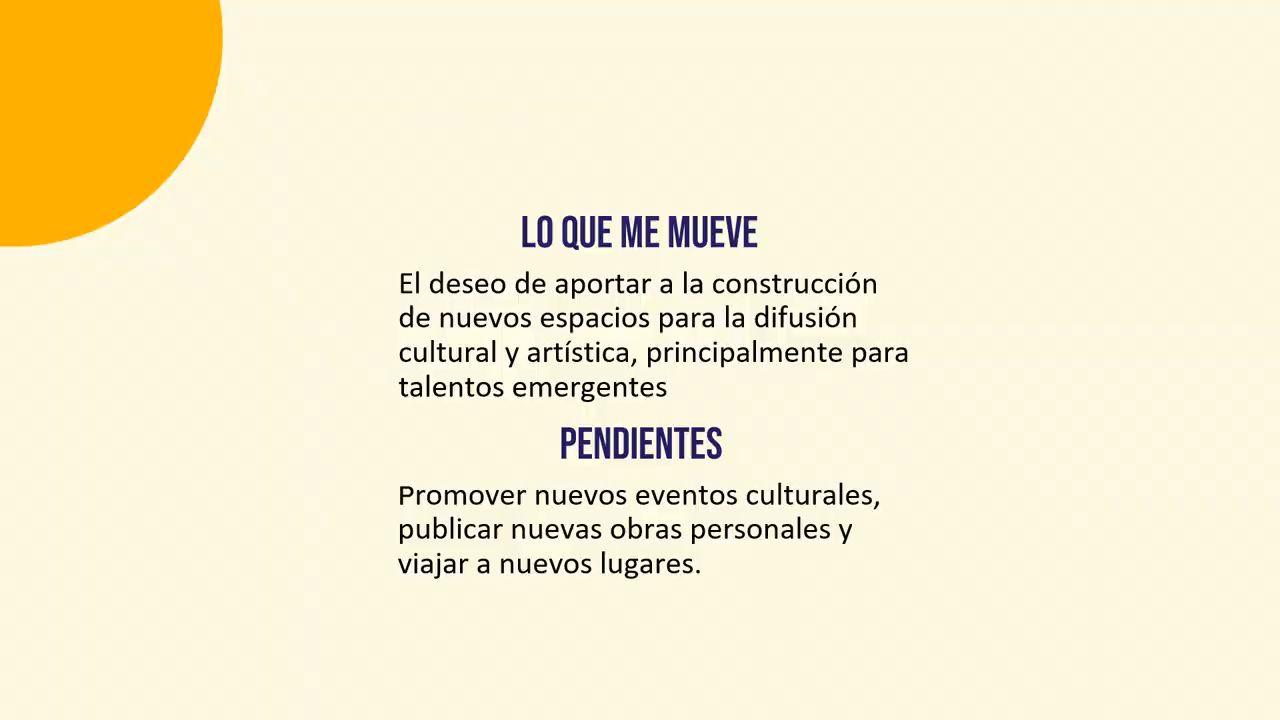 LO QUE ME MUEVE
El deseo de aportar a la construcción
de nuevos espacios para la difusión
cultural y artística, principalmente para
talentos emergentes
PENDIENTES
Promover nuevos eventos culturales,
publicar nuevas obras personales y
viajar a nuevos lugares.